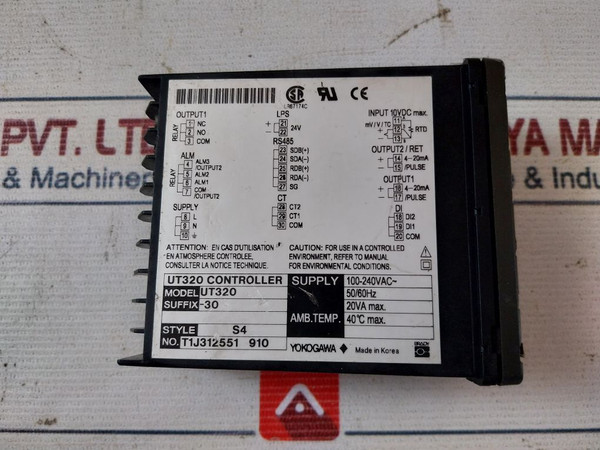 LR67174C
OUTPUT1
RELAY
1 NC
2 NO
3 COM
ALM
RELAY
4 ALM3 /OUTPUT2
5 ALM2
6 ALM1
7 COM /OUTPUT2
SUPPLY
8 L
9 N
10
LPS
+ 21
24V
- 22
RS485
23 SDB(+)
24 SDA(-)
25 RDB(+)
26 RDA(-)
27 SG
CT
28 CT2
29 CT1
30 COM
INPUT 10VDC max.
mV/V/TC
11
+ 12 RTD
- 13
OUTPUT2 / RET
+ 14 4-20mA
- 15 /PULSE
OUTPUT1
+ 16 4-20mA
- 17 /PULSE
DI
18 DI2
19 DI1
20 COM
ATTENTION: EN CAS D'UTILISATION
EN ATMOSPHERE CONTROLEE,
CONSULTER LA NOTICE TECHNIQUE.
CAUTION: FOR USE IN A CONTROLLED
ENVIRONMENT, REFER TO MANUAL
FOR ENVIRONMENTAL CONDITIONS.
UT320 CONTROLLER
MODEL UT320
SUFFIX -30
STYLE S4
NO. T1J312551 910
SUPPLY 100-240VAC~
50/60Hz
20VA max.
AMB.TEMP. 40°C max.
YOKOGAWA Made in Korea
PVT. LT
& Machiner
YA MA
& Indu